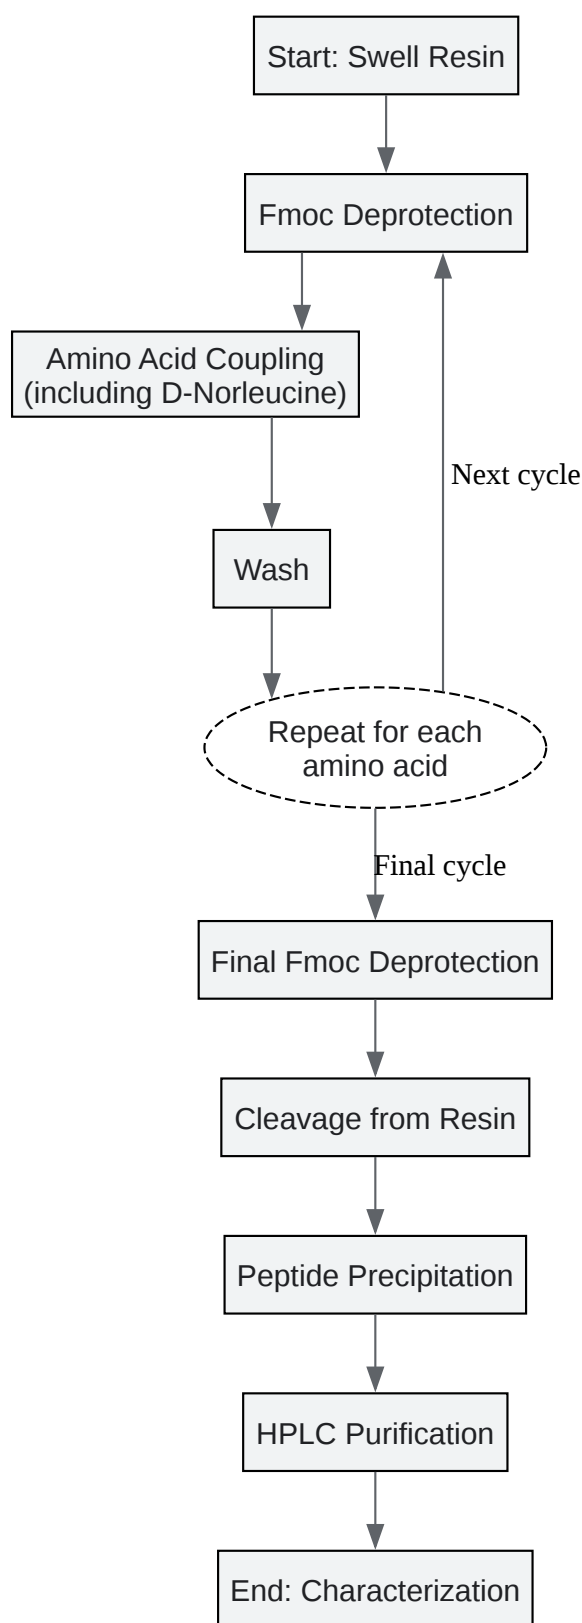 Start: Swell Resin
Fmoc Deprotection
Amino Acid Coupling
(including D-Norleucine)
Next cycle
Wash
Repeat for each
amino acid
Final cycle
Final Fmoc Deprotection
Cleavage from Resin
Peptide Precipitation
HPLC Purification
End: Characterization